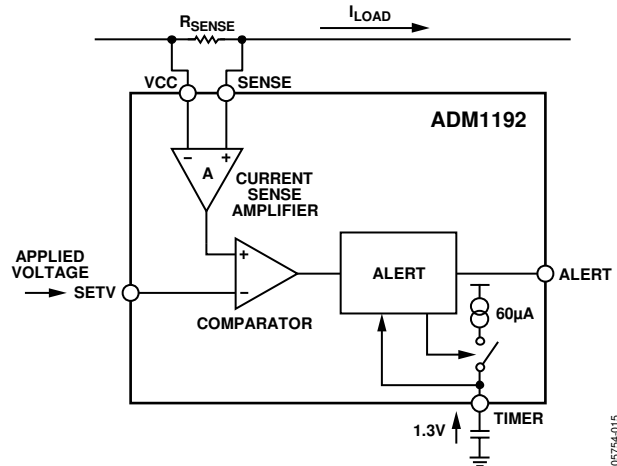 RSENSE
ILOAD
VCC
SENSE
ADM1192
− +
A
CURRENT
SENSE
AMPLIFIER
APPLIED
VOLTAGE
SETV
+
−
COMPARATOR
ALERT
ALERT
60µA
TIMER
1.3V
05754-015